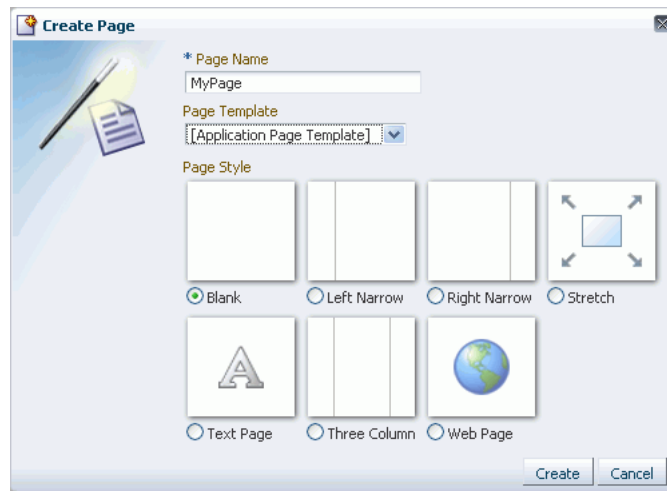 Create Page
* Page Name
MyPage
Page Template
[Application Page Template]
Page Style
Blank
Left Narrow
Right Narrow
Stretch
A
Text Page
Three Column
Web Page
Create
Cancel